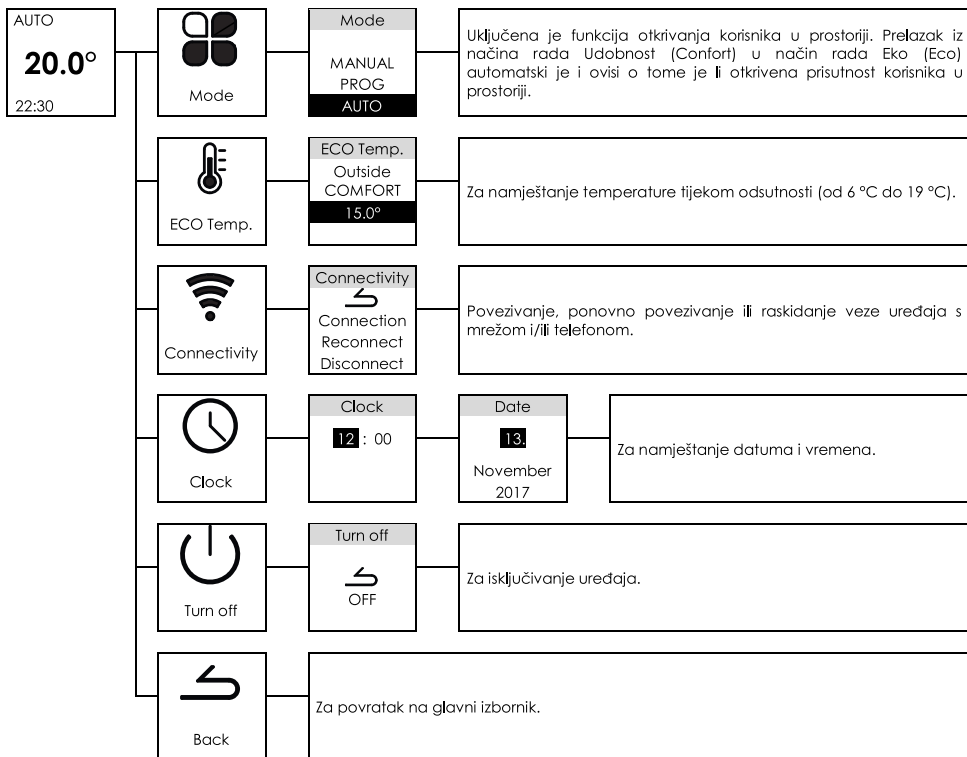 AUTO
20.0°
22:30
Mode
Mode
MANUAL
PROG
AUTO
Uključena je funkcija otkrivanja korisnika u prostoriji. Prelazak iz
načina rada Udobnost (Confort) u način rada Eko (Eco)
automatski je i ovisi o tome je li otkrivena prisutnost korisnika u
prostoriji.
ECO Temp.
ECO Temp.
Outside
COMFORT
15.0°
Za namještanje temperature tijekom odsutnosti (od 6 °C do 19 °C).
Connectivity
Connectivity
Connection
Reconnect
Disconnect
Povezivanje, ponovno povezivanje ili raskidanje veze uređaja s
mrežom i/ili telefonom.
Clock
Clock
12 : 00
Date
13.
November
2017
Za namještanje datuma i vremena.
Turn off
Turn off
OFF
Za isključivanje uređaja.
Back
Za povratak na glavni izbornik.